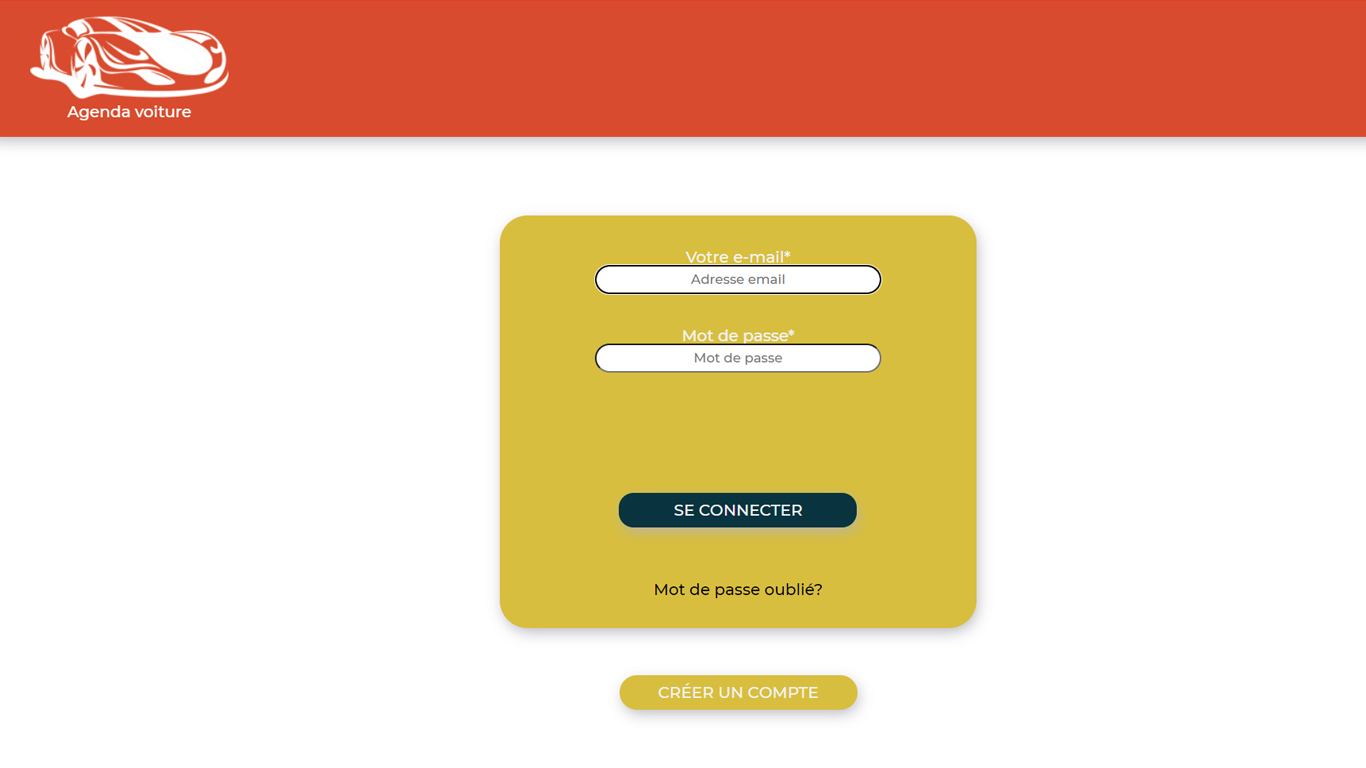 Agenda voiture
Votre e-mail*
Adresse email
Mot de passe*
Mot de passe
SE CONNECTER
Mot de passe oublié?
CRÉER UN COMPTE